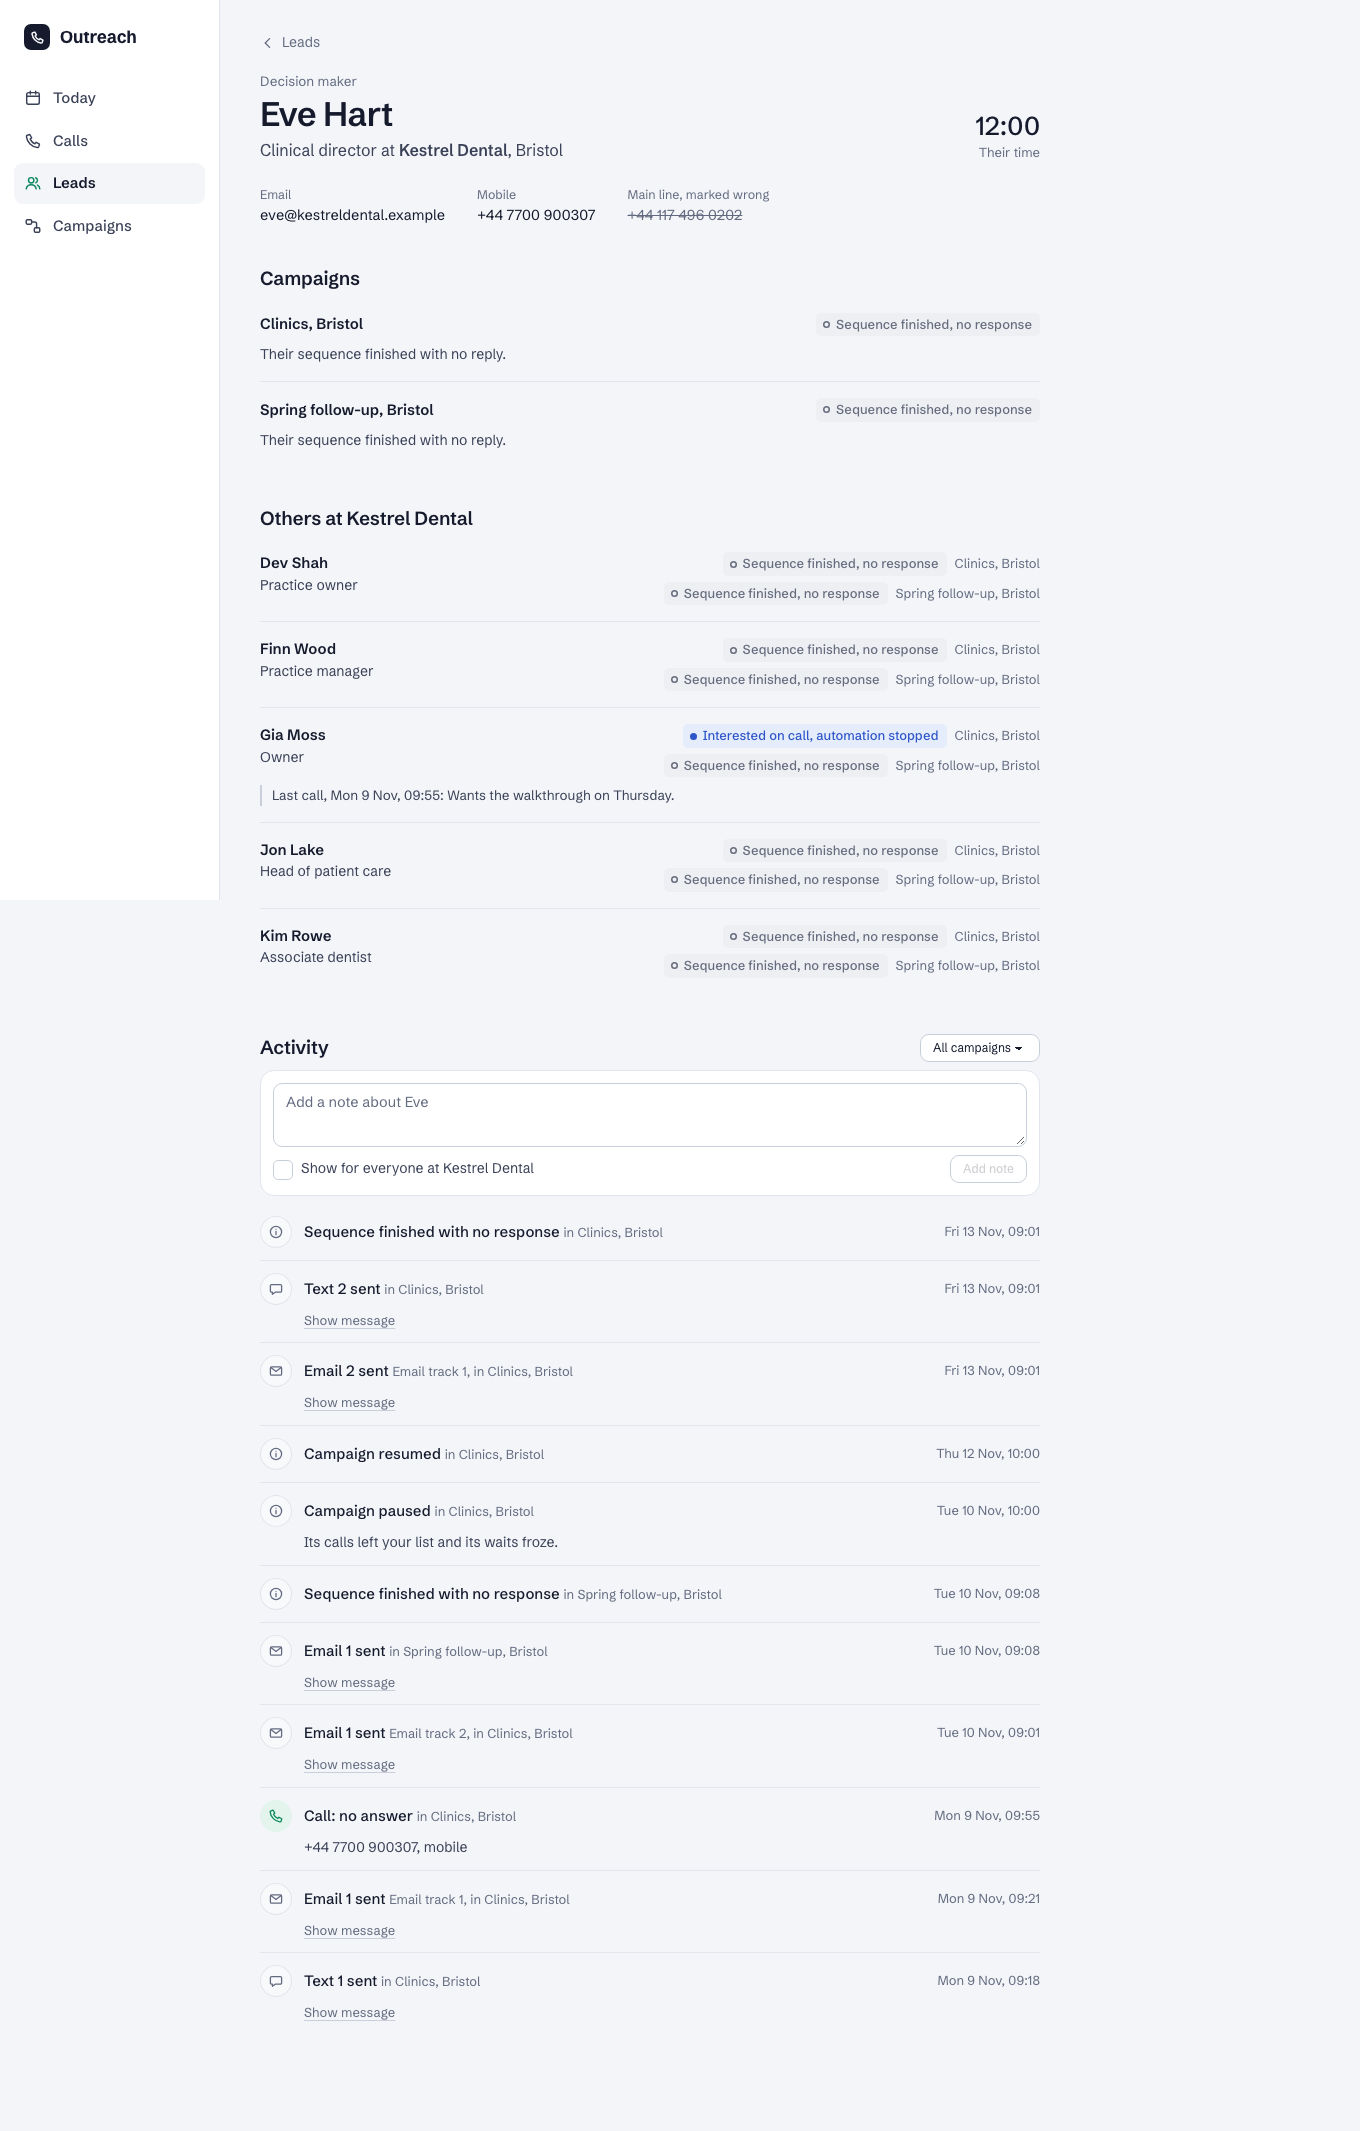 Outreach
Today
Calls
Leads
Campaigns
Leads
Decision maker
Eve Hart
Clinical director at Kestrel Dental, Bristol
12:00
Their time
Email
eve@kestreldental.example
Mobile
+44 7700 900307
Main line, marked wrong
+44 117 496 0202
Campaigns
Clinics, Bristol
Sequence finished, no response
Their sequence finished with no reply.
Spring follow-up, Bristol
Sequence finished, no response
Their sequence finished with no reply.
Others at Kestrel Dental
Dev Shah
Practice owner
Sequence finished, no response Clinics, Bristol
Sequence finished, no response Spring follow-up, Bristol
Finn Wood
Practice manager
Sequence finished, no response Clinics, Bristol
Sequence finished, no response Spring follow-up, Bristol
Gia Moss
Owner
Interested on call, automation stopped Clinics, Bristol
Sequence finished, no response Spring follow-up, Bristol
Last call, Mon 9 Nov, 09:55: Wants the walkthrough on Thursday.
Jon Lake
Head of patient care
Sequence finished, no response Clinics, Bristol
Sequence finished, no response Spring follow-up, Bristol
Kim Rowe
Associate dentist
Sequence finished, no response Clinics, Bristol
Sequence finished, no response Spring follow-up, Bristol
Activity
All campaigns
Add a note about Eve
Show for everyone at Kestrel Dental
Add note
Sequence finished with no response in Clinics, Bristol Fri 13 Nov, 09:01
Text 2 sent in Clinics, Bristol Fri 13 Nov, 09:01
Show message
Email 2 sent Email track 1, in Clinics, Bristol Fri 13 Nov, 09:01
Show message
Campaign resumed in Clinics, Bristol Thu 12 Nov, 10:00
Campaign paused in Clinics, Bristol Tue 10 Nov, 10:00
Its calls left your list and its waits froze.
Sequence finished with no response in Spring follow-up, Bristol Tue 10 Nov, 09:08
Email 1 sent in Spring follow-up, Bristol Tue 10 Nov, 09:08
Show message
Email 1 sent Email track 2, in Clinics, Bristol Tue 10 Nov, 09:01
Show message
Call: no answer in Clinics, Bristol Mon 9 Nov, 09:55
+44 7700 900307, mobile
Email 1 sent Email track 1, in Clinics, Bristol Mon 9 Nov, 09:21
Show message
Text 1 sent in Clinics, Bristol Mon 9 Nov, 09:18
Show message